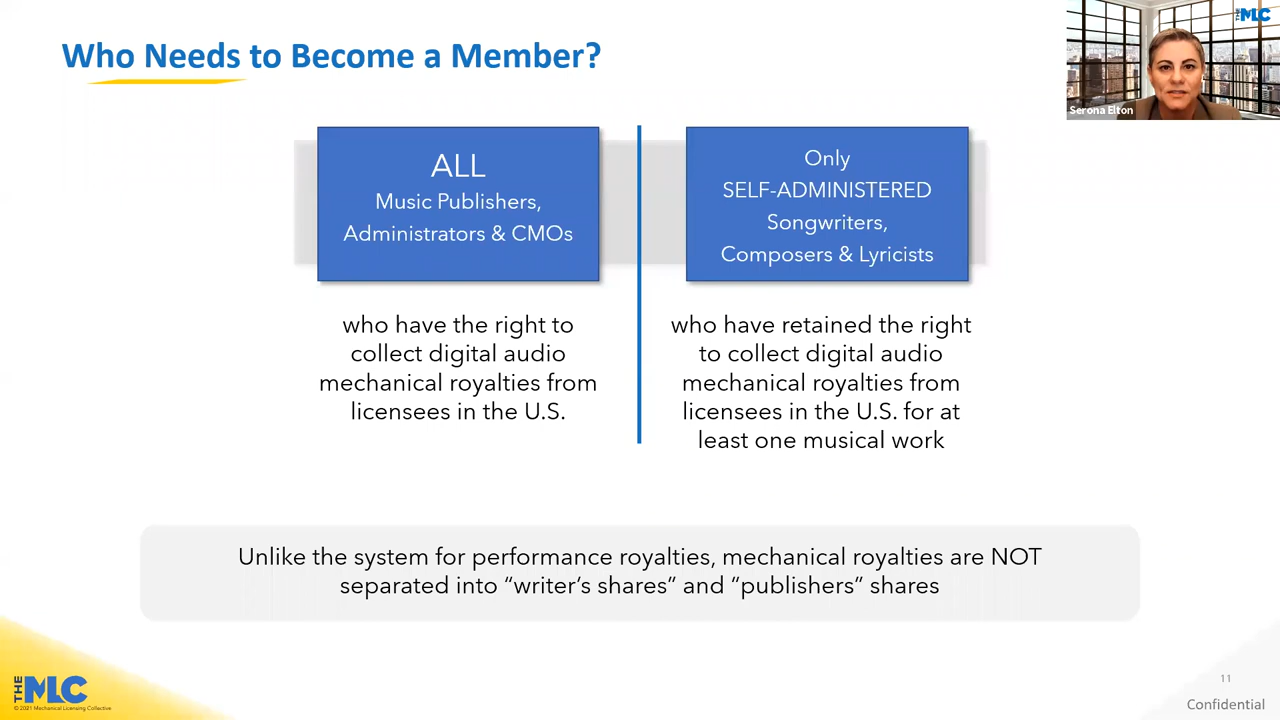 Who Needs to Become a Member?
THE MLC
Serona Elton
ALL
Music Publishers,
Administrators & CMOs
who have the right to
collect digital audio
mechanical royalties from
licensees in the U.S.
Only
SELF-ADMINISTERED
Songwriters,
Composers & Lyricists
who have retained the right
to collect digital audio
mechanical royalties from
licensees in the U.S. for at
least one musical work
Unlike the system for performance royalties, mechanical royalties are NOT
separated into “writer’s shares” and “publishers” shares
THE MLC
© 2021 Mechanical Licensing Collective
11
Confidential